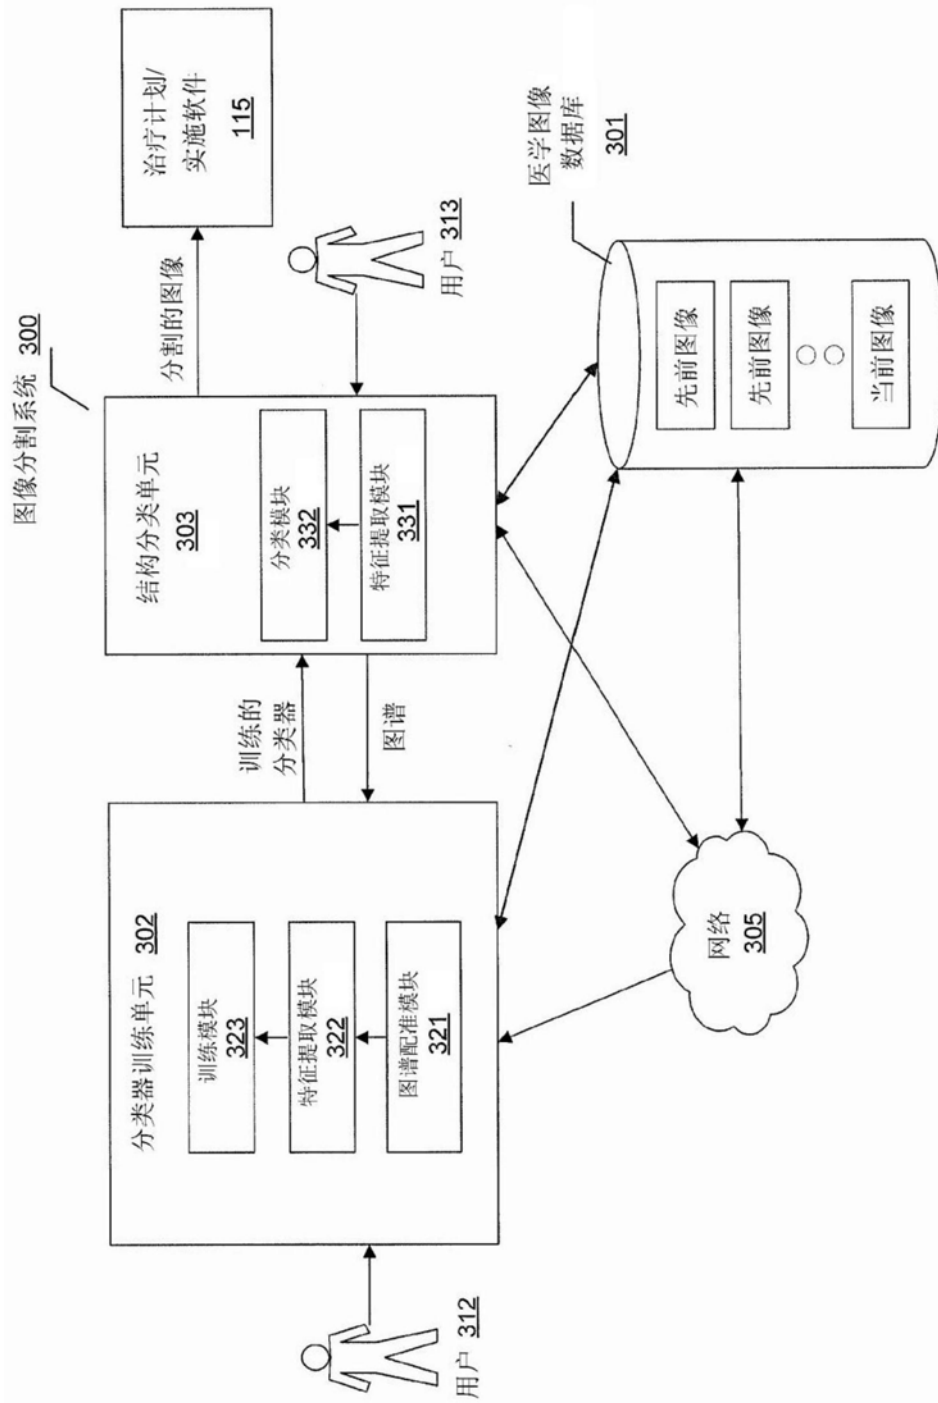 图像分割系统 300
分类器训练单元 302
训练模块
323
特征提取模块
322
图谱配准模块
321
用户 312
训练的
分类器
图谱
结构分类单元
303
分类模块
332
特征提取模块
331
分割的图像
用户 313
治疗计划/
实施软件
115
网络
305
医学图像
数据库
301
先前图像
先前图像
当前图像